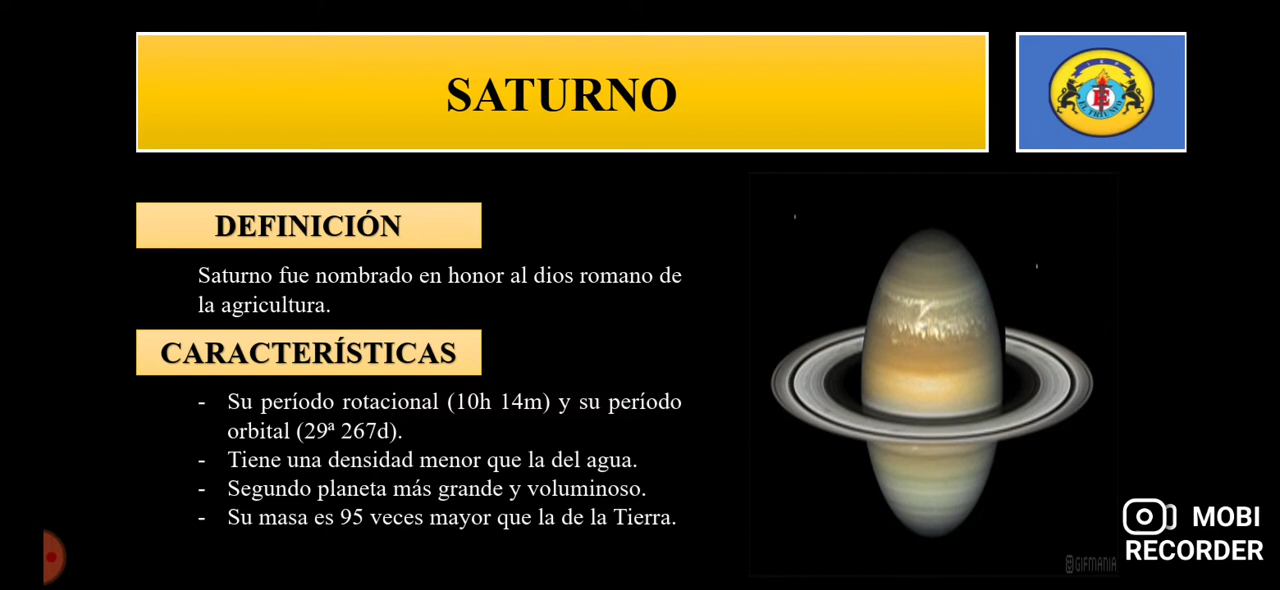 SATURNO
I E P
EL TRIUNFO
E
DEFINICIÓN
Saturno fue nombrado en honor al dios romano de
la agricultura.
CARACTERÍSTICAS
- Su período rotacional (10h 14m) y su período
orbital (29ª 267d).
- Tiene una densidad menor que la del agua.
- Segundo planeta más grande y voluminoso.
- Su masa es 95 veces mayor que la de la Tierra.
GIFMANIA
MOBI
RECORDER